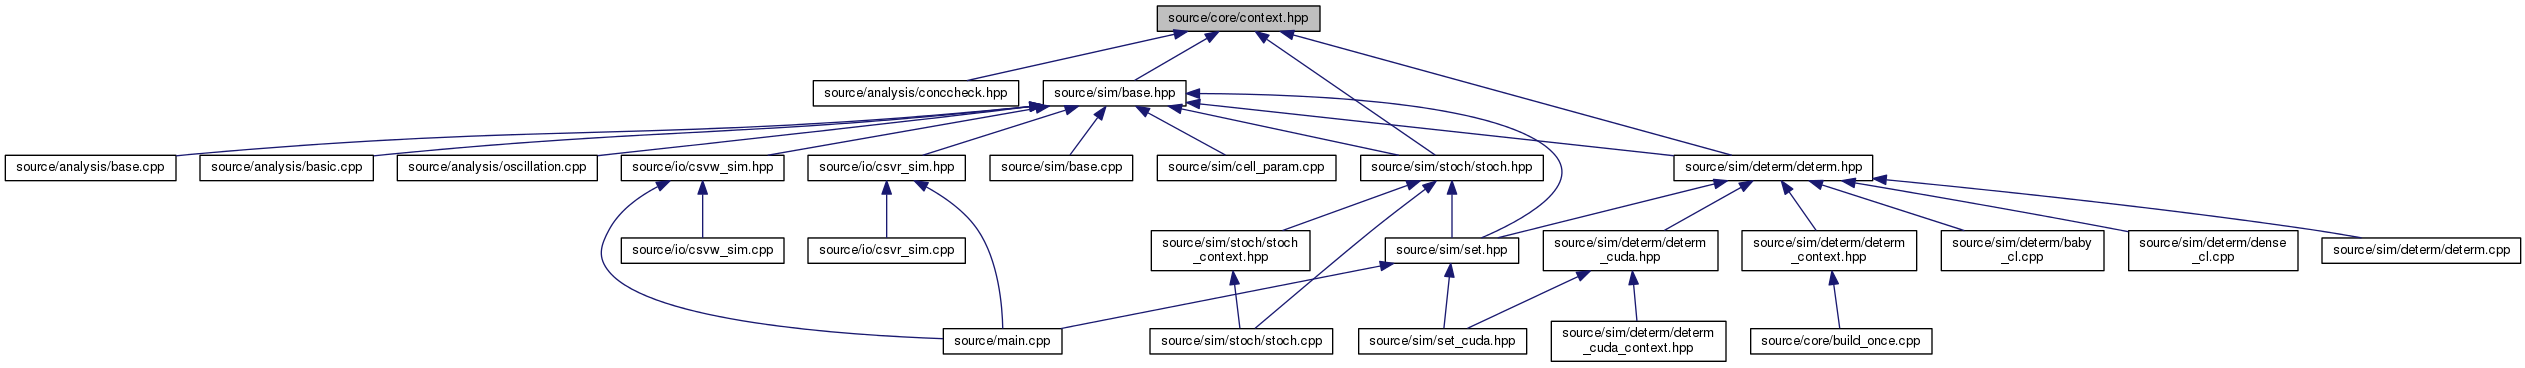 source/core/context.hpp
source/analysis/conccheck.hpp
source/sim/base.hpp
source/analysis/base.cpp
source/analysis/basic.cpp
source/analysis/oscillation.cpp
source/io/csvw_sim.hpp
source/io/csvr_sim.hpp
source/sim/base.cpp
source/sim/cell_param.cpp
source/sim/stoch/stoch.hpp
source/sim/determ/determ.hpp
source/io/csvw_sim.cpp
source/io/csvr_sim.cpp
source/sim/stoch/stoch
_context.hpp
source/sim/set.hpp
source/sim/determ/determ
_cuda.hpp
source/sim/determ/determ
_context.hpp
source/sim/determ/baby
_cl.cpp
source/sim/determ/dense
_cl.cpp
source/sim/determ/determ.cpp
source/main.cpp
source/sim/stoch/stoch.cpp
source/sim/set_cuda.hpp
source/sim/determ/determ
_cuda_context.hpp
source/core/build_once.cpp